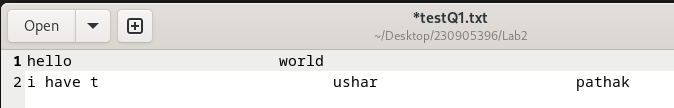 Open
*testQ1.txt
~/Desktop/230905396/Lab2
1 hello world
2 i have t ushar pathak